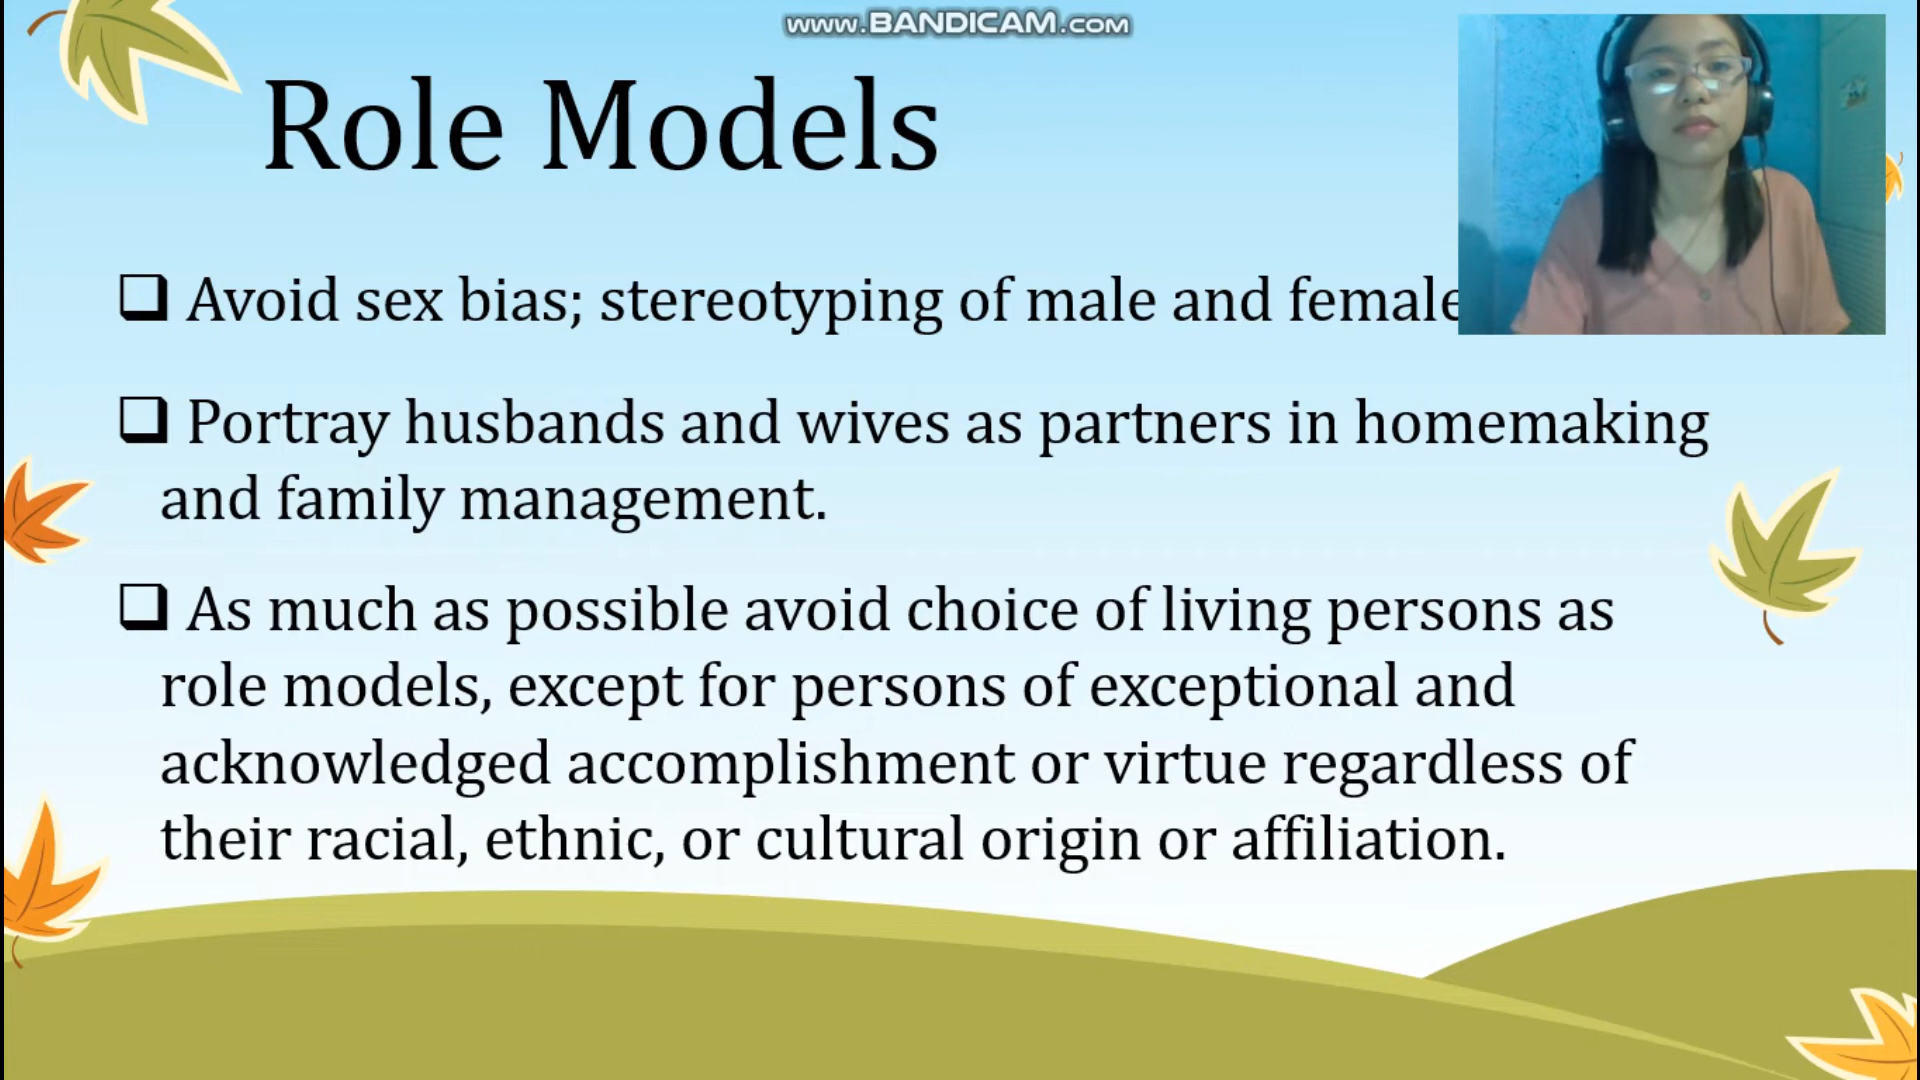 www.BANDICAM.com
Role Models
❑ Avoid sex bias; stereotyping of male and female
❑ Portray husbands and wives as partners in homemaking
and family management.
❑ As much as possible avoid choice of living persons as
role models, except for persons of exceptional and
acknowledged accomplishment or virtue regardless of
their racial, ethnic, or cultural origin or affiliation.